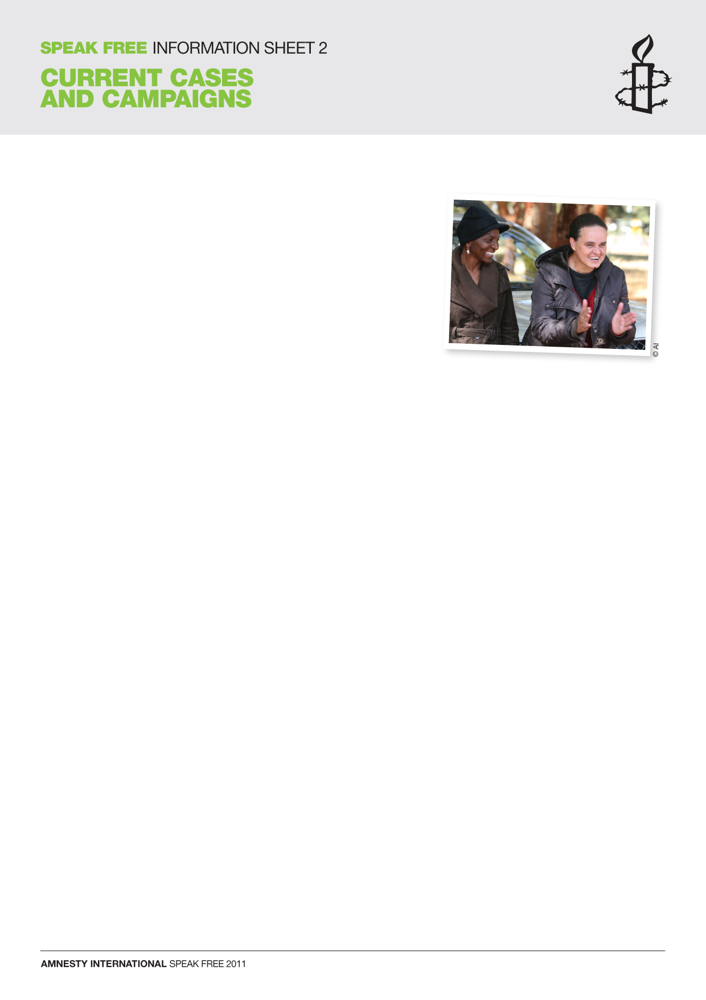 SPEAK FREE INFORMATION SHEET 2
CURRENT CASES
AND CAMPAIGNS
© AI
AMNESTY INTERNATIONAL SPEAK FREE 2011